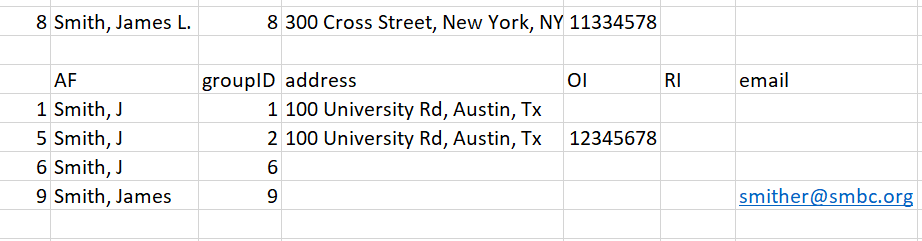 8 Smith, James L. 8 300 Cross Street, New York, NY 11334578
AF groupID address OI RI email
1 Smith, J 1 100 University Rd, Austin, Tx
5 Smith, J 2 100 University Rd, Austin, Tx 12345678
6 Smith, J 6
9 Smith, James 9 smither@smbc.org